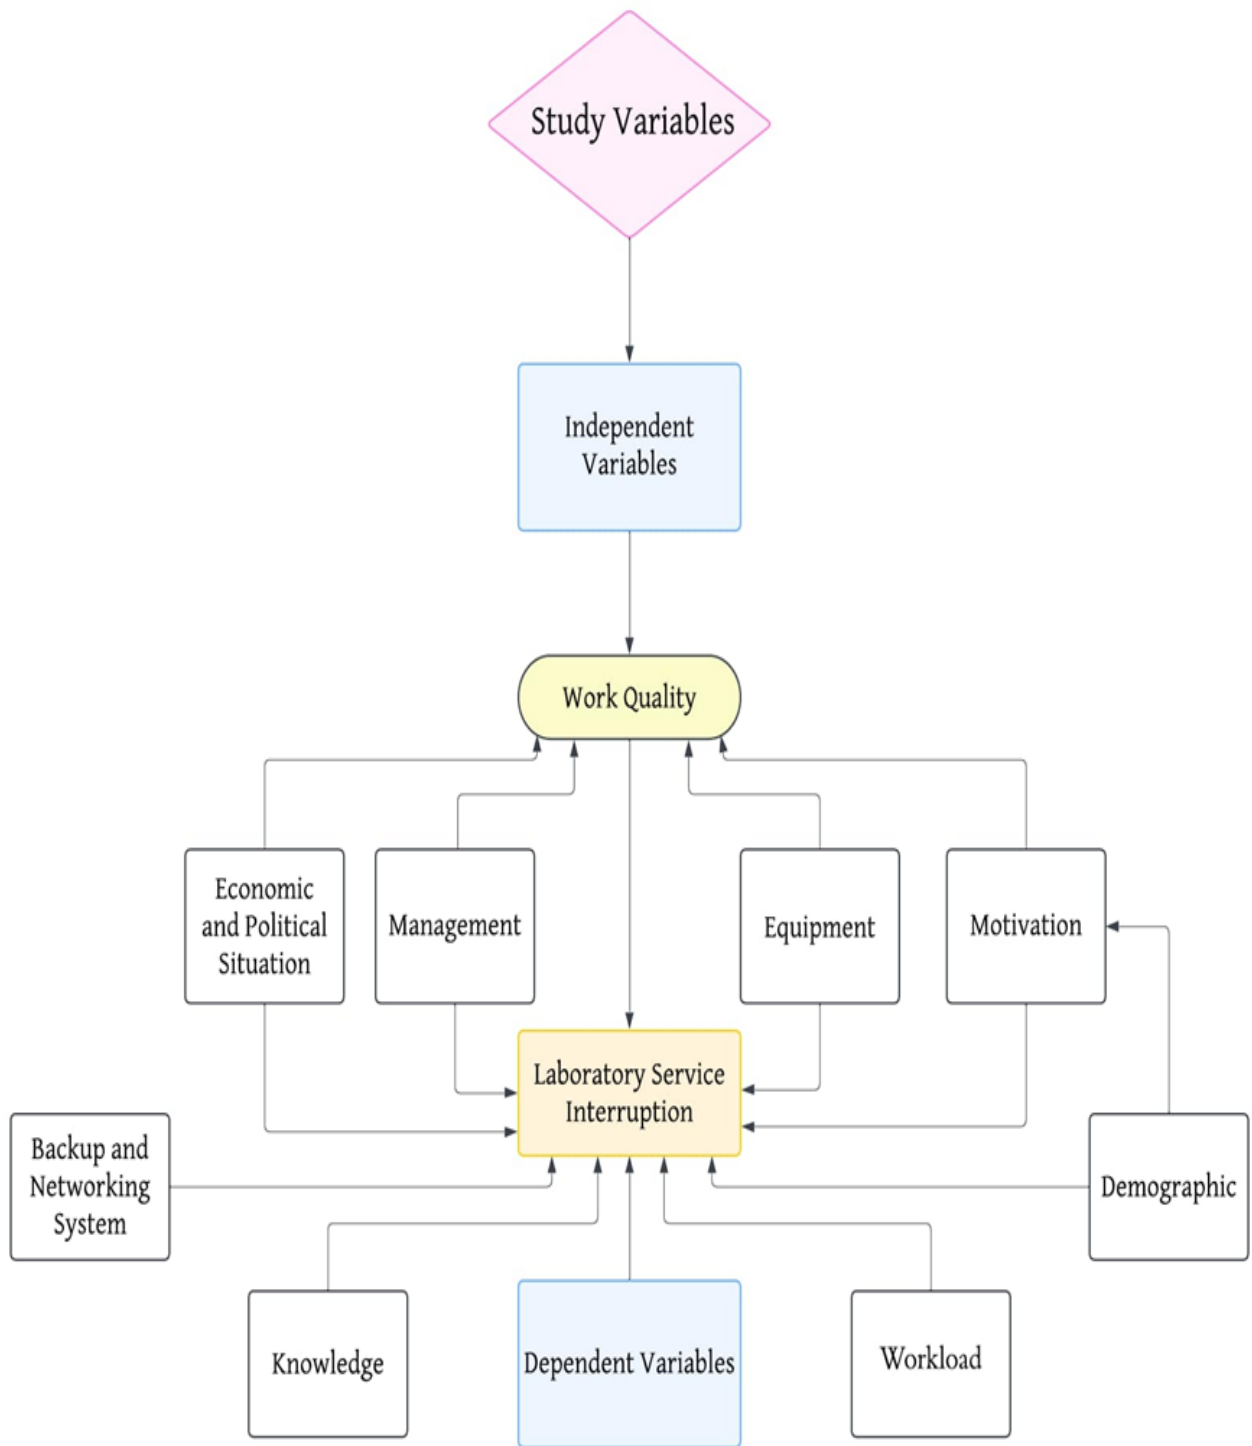 Study Variables
Independent
Variables
Work Quality
Economic
and Political
Situation
Management
Equipment
Motivation
Laboratory Service
Interruption
Backup and
Networking
System
Demographic
Knowledge
Dependent Variables
Workload